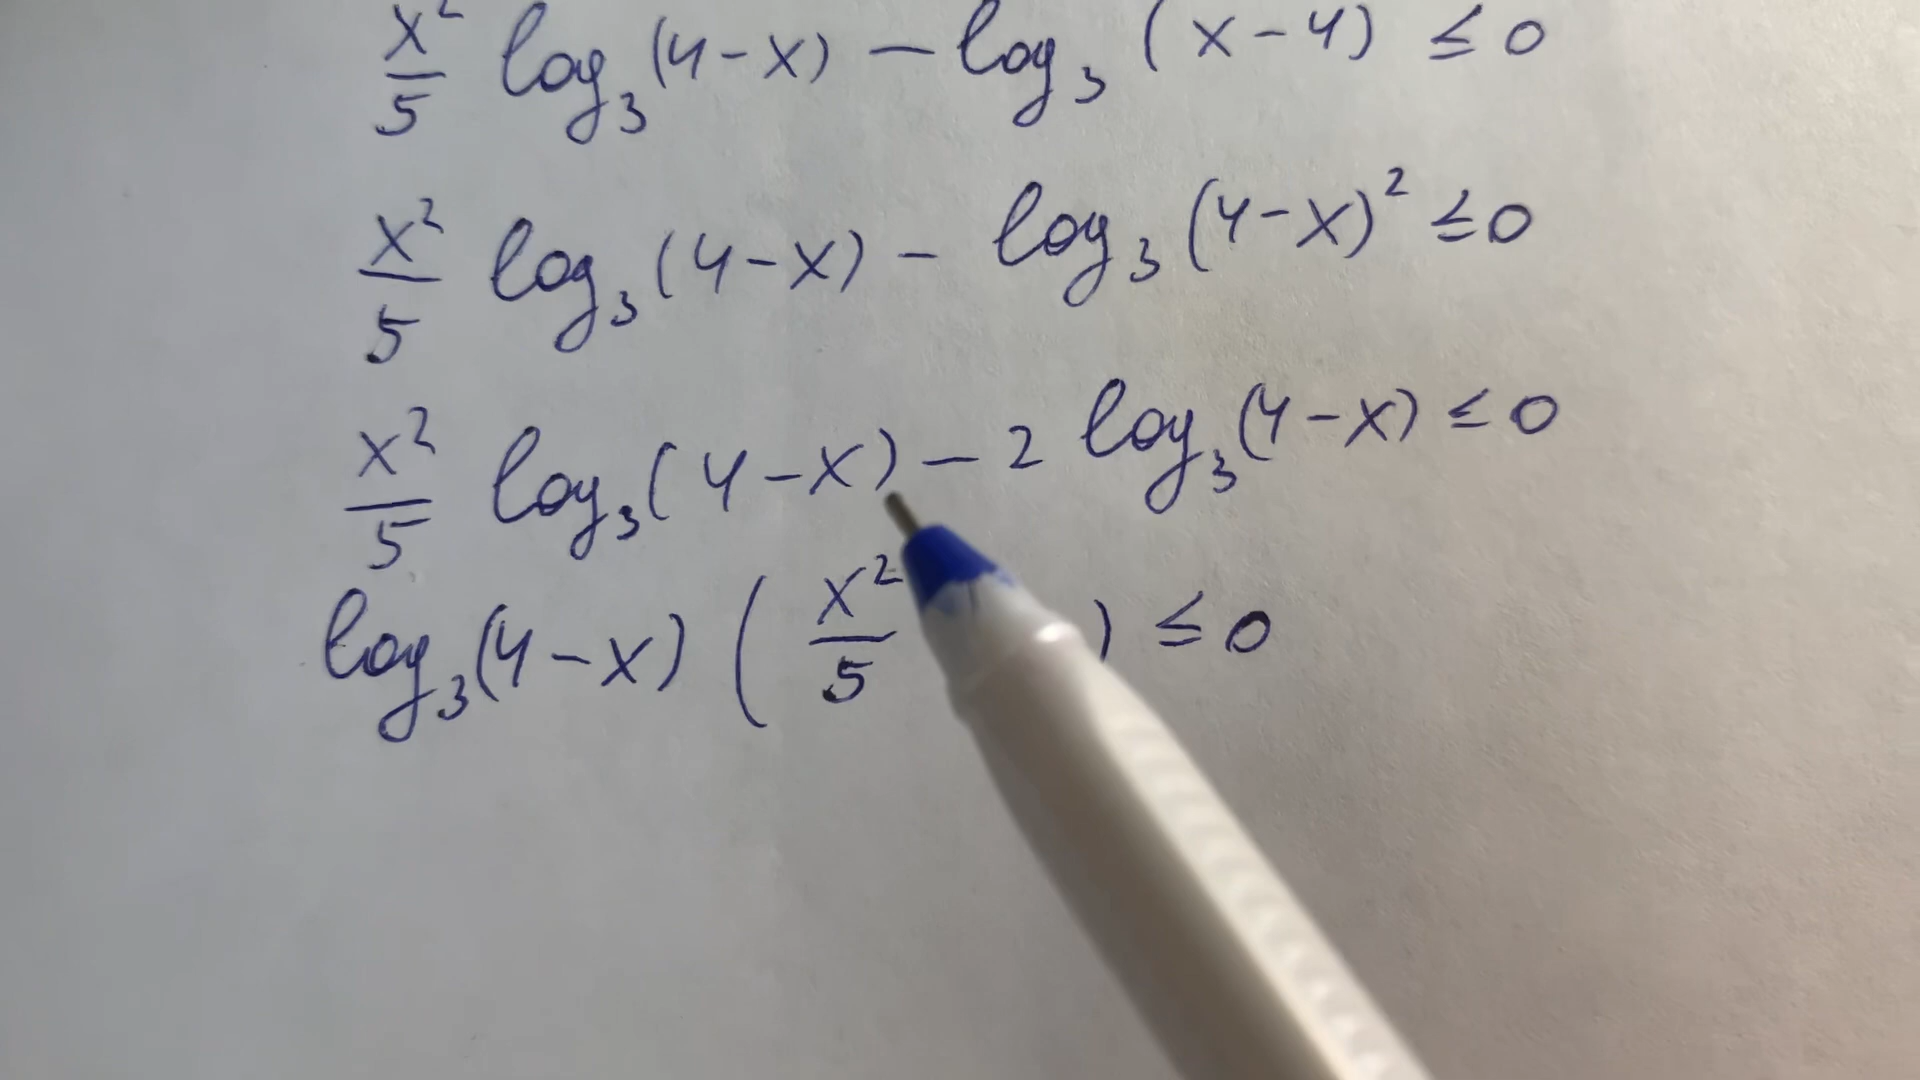 x²/5 log₃(4-x) - log₃(x-4) ≤ 0
x²/5 log₃(4-x) - log₃(4-x)² ≤ 0
x²/5 log₃(4-x) - 2 log₃(4-x) ≤ 0
log₃(4-x) ( x²/5 ) ≤ 0